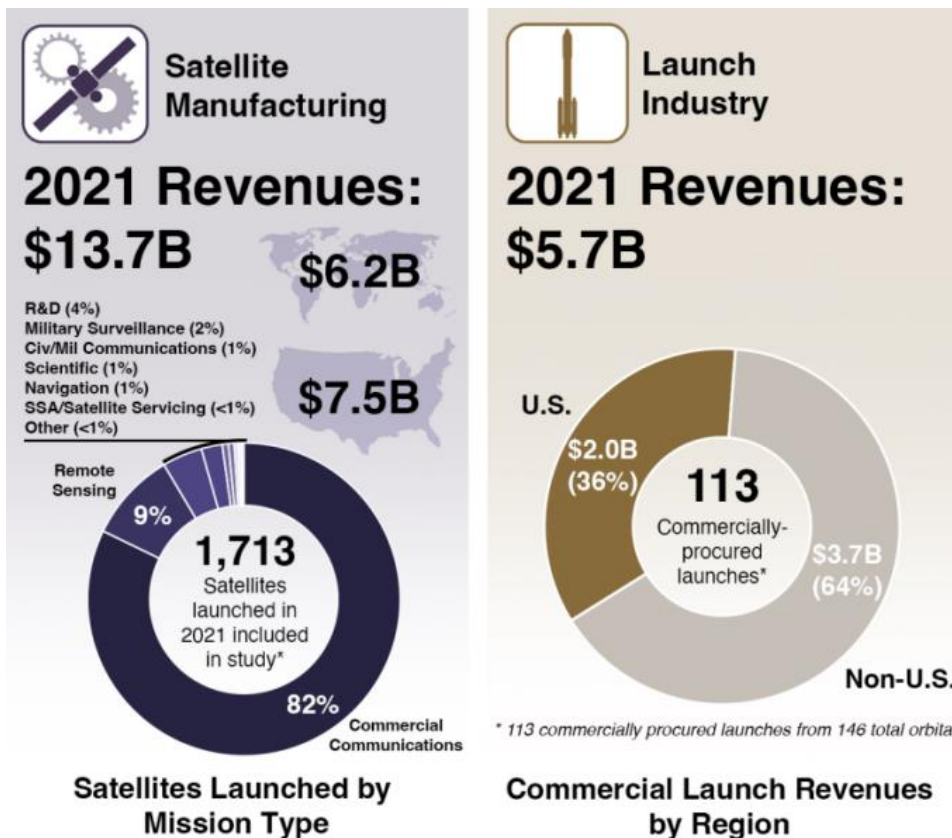 Satellite
Manufacturing
2021 Revenues:
$13.7B
$6.2B
$7.5B
R&D (4%)
Military Surveillance (2%)
Civ/Mil Communications (1%)
Scientific (1%)
Navigation (1%)
SSA/Satellite Servicing (<1%)
Other (<1%)
Remote
Sensing
9%
1,713
Satellites
launched in
2021 included
in study*
82%
Commercial
Communications
Satellites Launched by
Mission Type
Launch
Industry
2021 Revenues:
$5.7B
U.S.
$2.0B
(36%)
113
Commercially-
procured
launches*
$3.7B
(64%)
Non-U.S.
* 113 commercially procured launches from 146 total orbita
Commercial Launch Revenues
by Region